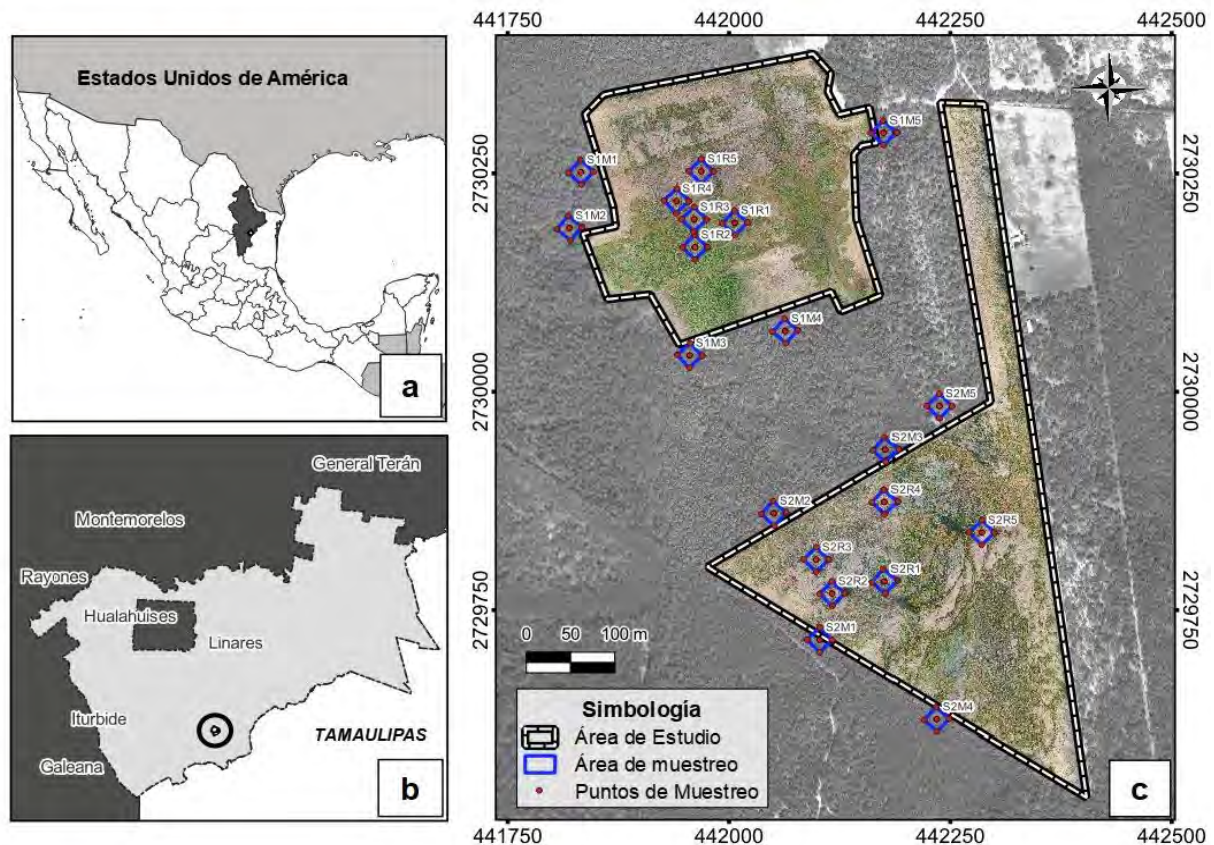 Estados Unidos de América
a
General Terán
Montemorelos
Rayones
Hualahuises
Linares
Iturbide
TAMAULIPAS
Galeana
b
441750
442000
442250
442500
2730250
2730000
2729750
2730250
2730000
2729750
441750
442000
442250
442500
S1M5
S1M1
S1R5
S1R4
S1R3
S1R1
S1M2
S1R2
S1M4
S1M3
S2M5
S2M3
S2R4
S2M2
S2R5
S2R3
S2R1
S2R2
S2M1
S2M4
0 50 100 m
Simbología
Área de Estudio
Área de muestreo
Puntos de Muestreo
c